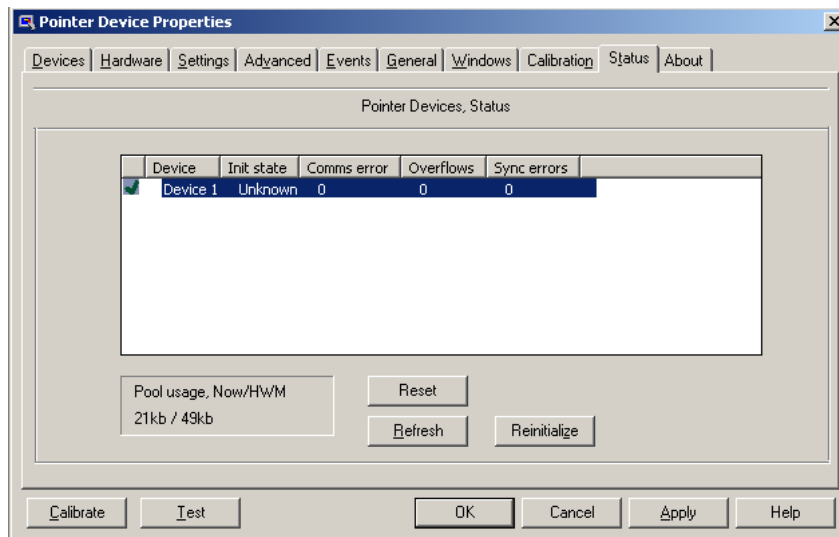 Pointer Device Properties
Devices Hardware Settings Advanced Events General Windows Calibration Status About
Pointer Devices, Status
Device Init state Comms error Overflows Sync errors
Device 1 Unknown 0 0 0
Pool usage, Now/HWM
21kb / 49kb
Reset
Refresh Reinitialize
Calibrate Test OK Cancel Apply Help